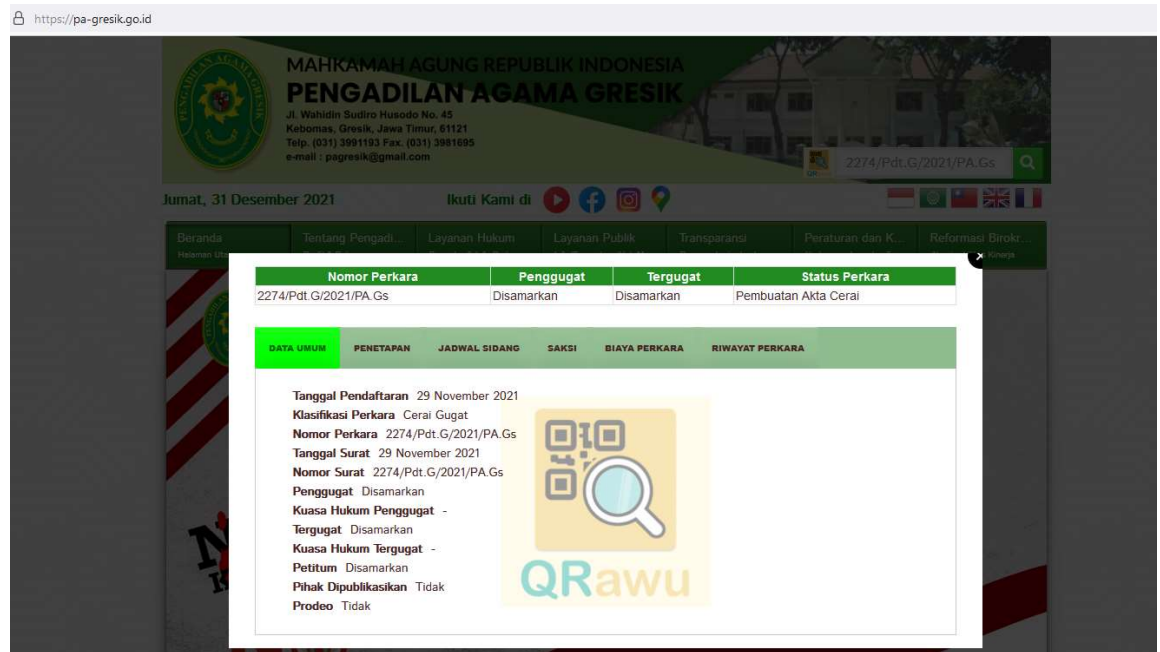 https://pa-gresik.go.id
MAHKAMAH AGUNG REPUBLIK INDONESIA
PENGADILAN AGAMA GRESIK
Jl. Wahidin Sudiro Husodo No. 45
Kebomas, Gresik, Jawa Timur, 61121
Telp. (031) 3991193 Fax. (031) 3981695
e-mail : pagresik@gmail.com
2274/Pdt.G/2021/PA.Gs
Jumat, 31 Desember 2021 Ikuti Kami di
Beranda Tentang Pengadi... Layanan Hukum Layanan Publik Transparansi Peraturan dan K... Reformasi Birokr...
Nomor Perkara Penggugat Tergugat Status Perkara
2274/Pdt.G/2021/PA.Gs Disamarkan Disamarkan Pembuatan Akta Cerai
DATA UMUM PENETAPAN JADWAL SIDANG SAKSI BIAYA PERKARA RIWAYAT PERKARA
Tanggal Pendaftaran 29 November 2021
Klasifikasi Perkara Cerai Gugat
Nomor Perkara 2274/Pdt.G/2021/PA.Gs
Tanggal Surat 29 November 2021
Nomor Surat 2274/Pdt.G/2021/PA.Gs
Penggugat Disamarkan
Kuasa Hukum Penggugat -
Tergugat Disamarkan
Kuasa Hukum Tergugat -
Petitum Disamarkan
Pihak Dipublikasikan Tidak
Prodeo Tidak
QRawu